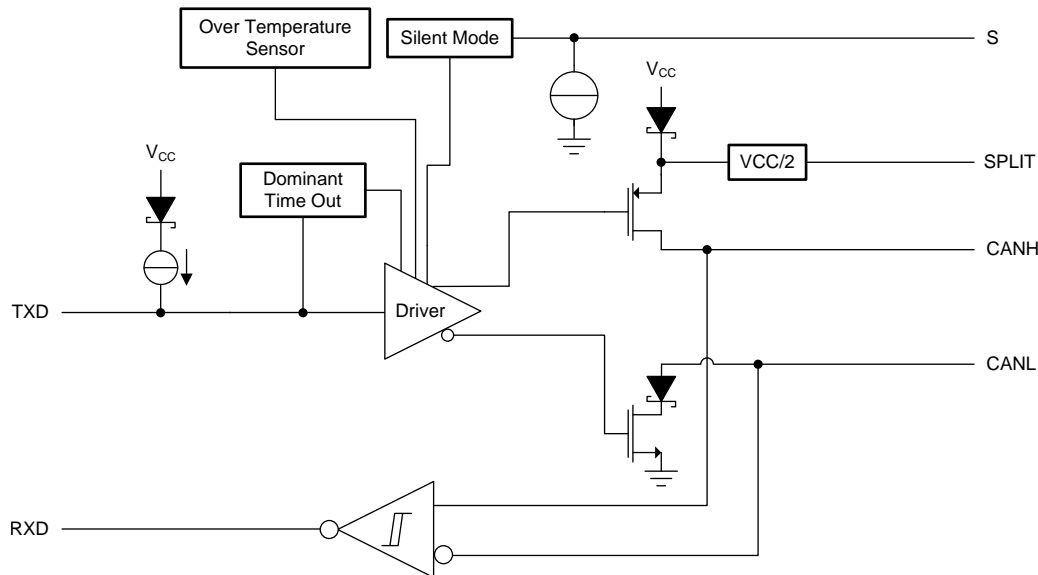 Over Temperature
Sensor
Silent Mode
S
VCC
VCC/2
SPLIT
VCC
Dominant
Time Out
CANH
TXD
Driver
CANL
RXD